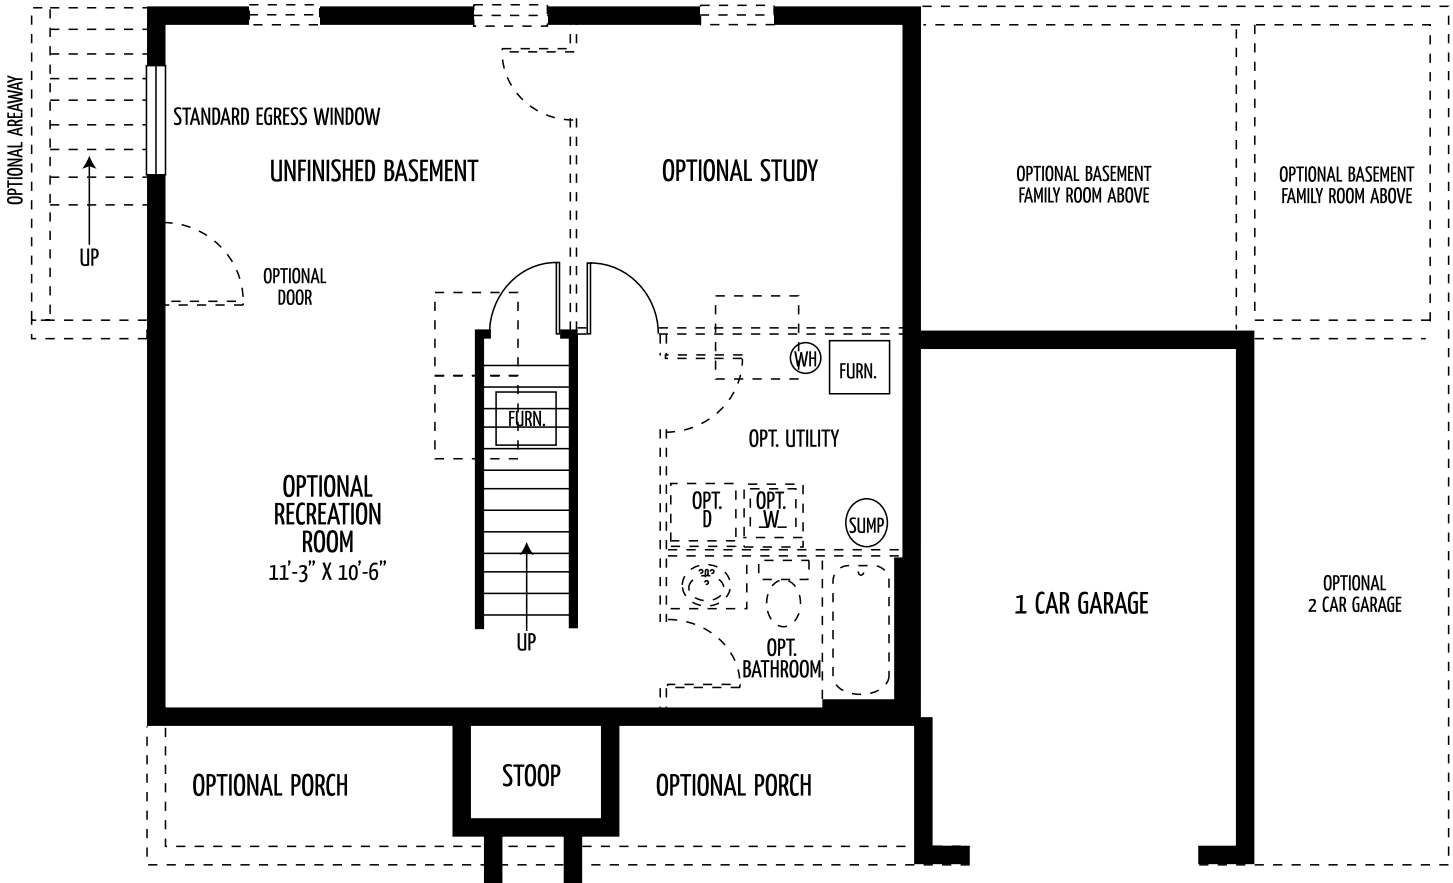 OPTIONAL AREAWAY
STANDARD EGRESS WINDOW
UNFINISHED BASEMENT
OPTIONAL STUDY
OPTIONAL BASEMENT
FAMILY ROOM ABOVE
OPTIONAL BASEMENT
FAMILY ROOM ABOVE
UP
OPTIONAL
DOOR
WH
FURN.
FURN.
OPT. UTILITY
OPTIONAL
RECREATION
ROOM
11'-3" X 10'-6"
OPT.
D
OPT.
W
SUMP
1 CAR GARAGE
OPTIONAL
2 CAR GARAGE
UP
OPT.
BATHROOM
OPTIONAL PORCH
STOOP
OPTIONAL PORCH